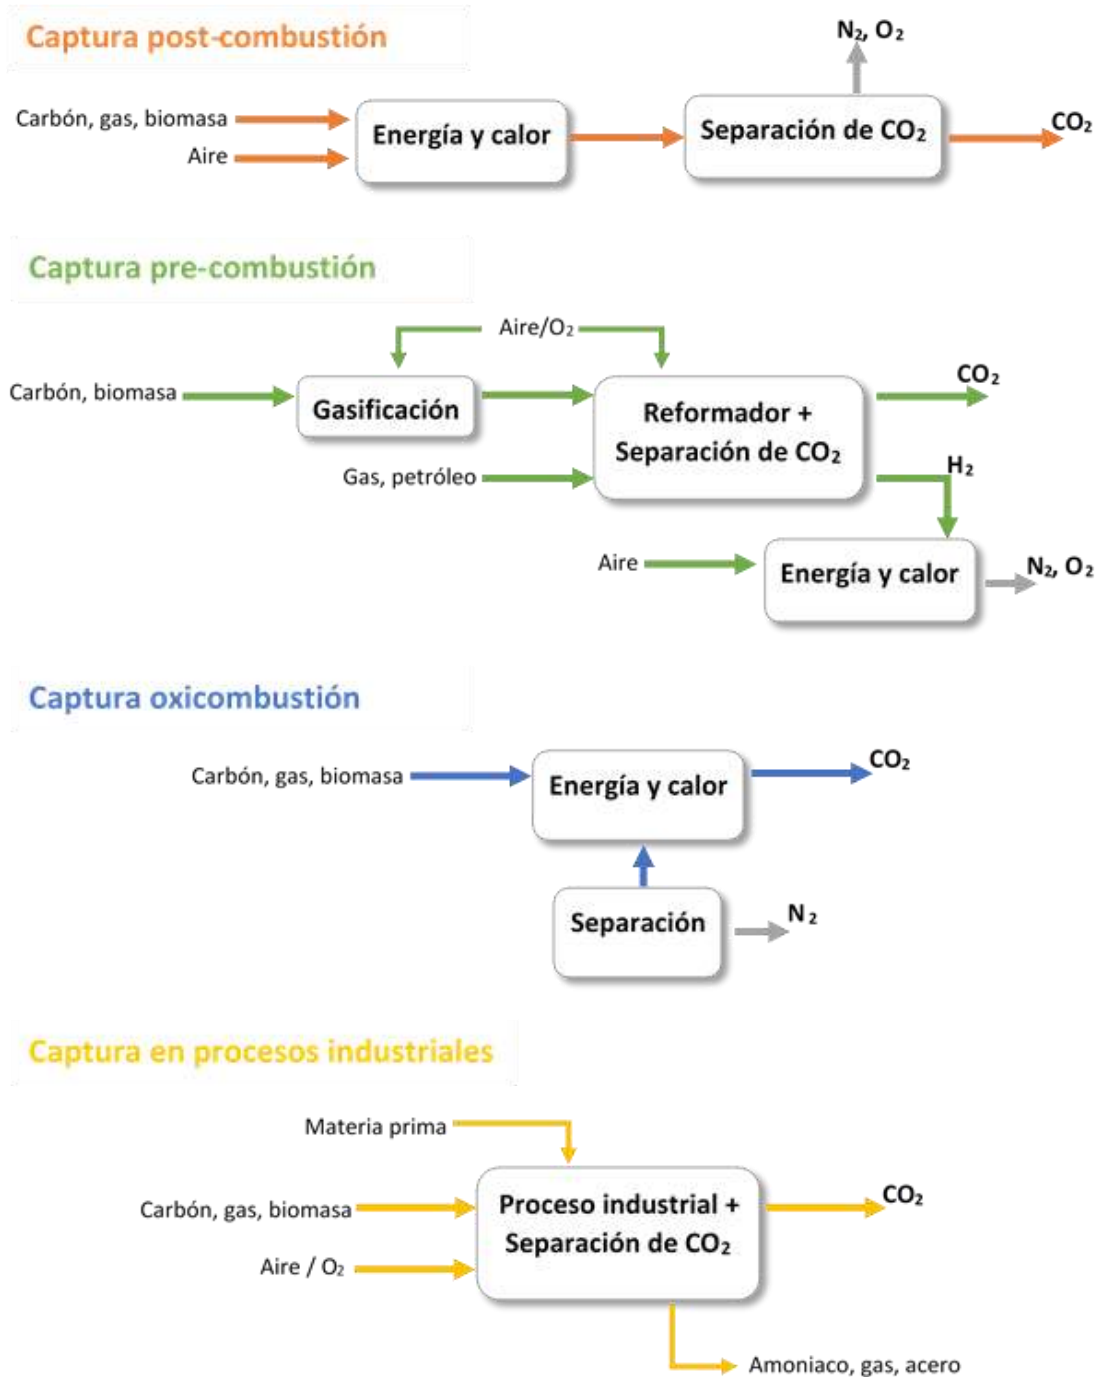 Captura post-combustión
N₂, O₂
Carbón, gas, biomasa
Aire
Energía y calor
Separación de CO₂
CO₂
Captura pre-combustión
Aire/O₂
Carbón, biomasa
Gasificación
Reformador +
Separación de CO₂
CO₂
Gas, petróleo
H₂
Aire
Energía y calor
N₂, O₂
Captura oxicombustión
Carbón, gas, biomasa
Energía y calor
CO₂
Separación
N₂
Captura en procesos industriales
Materia prima
Carbón, gas, biomasa
Aire / O₂
Proceso industrial +
Separación de CO₂
CO₂
Amoniaco, gas, acero